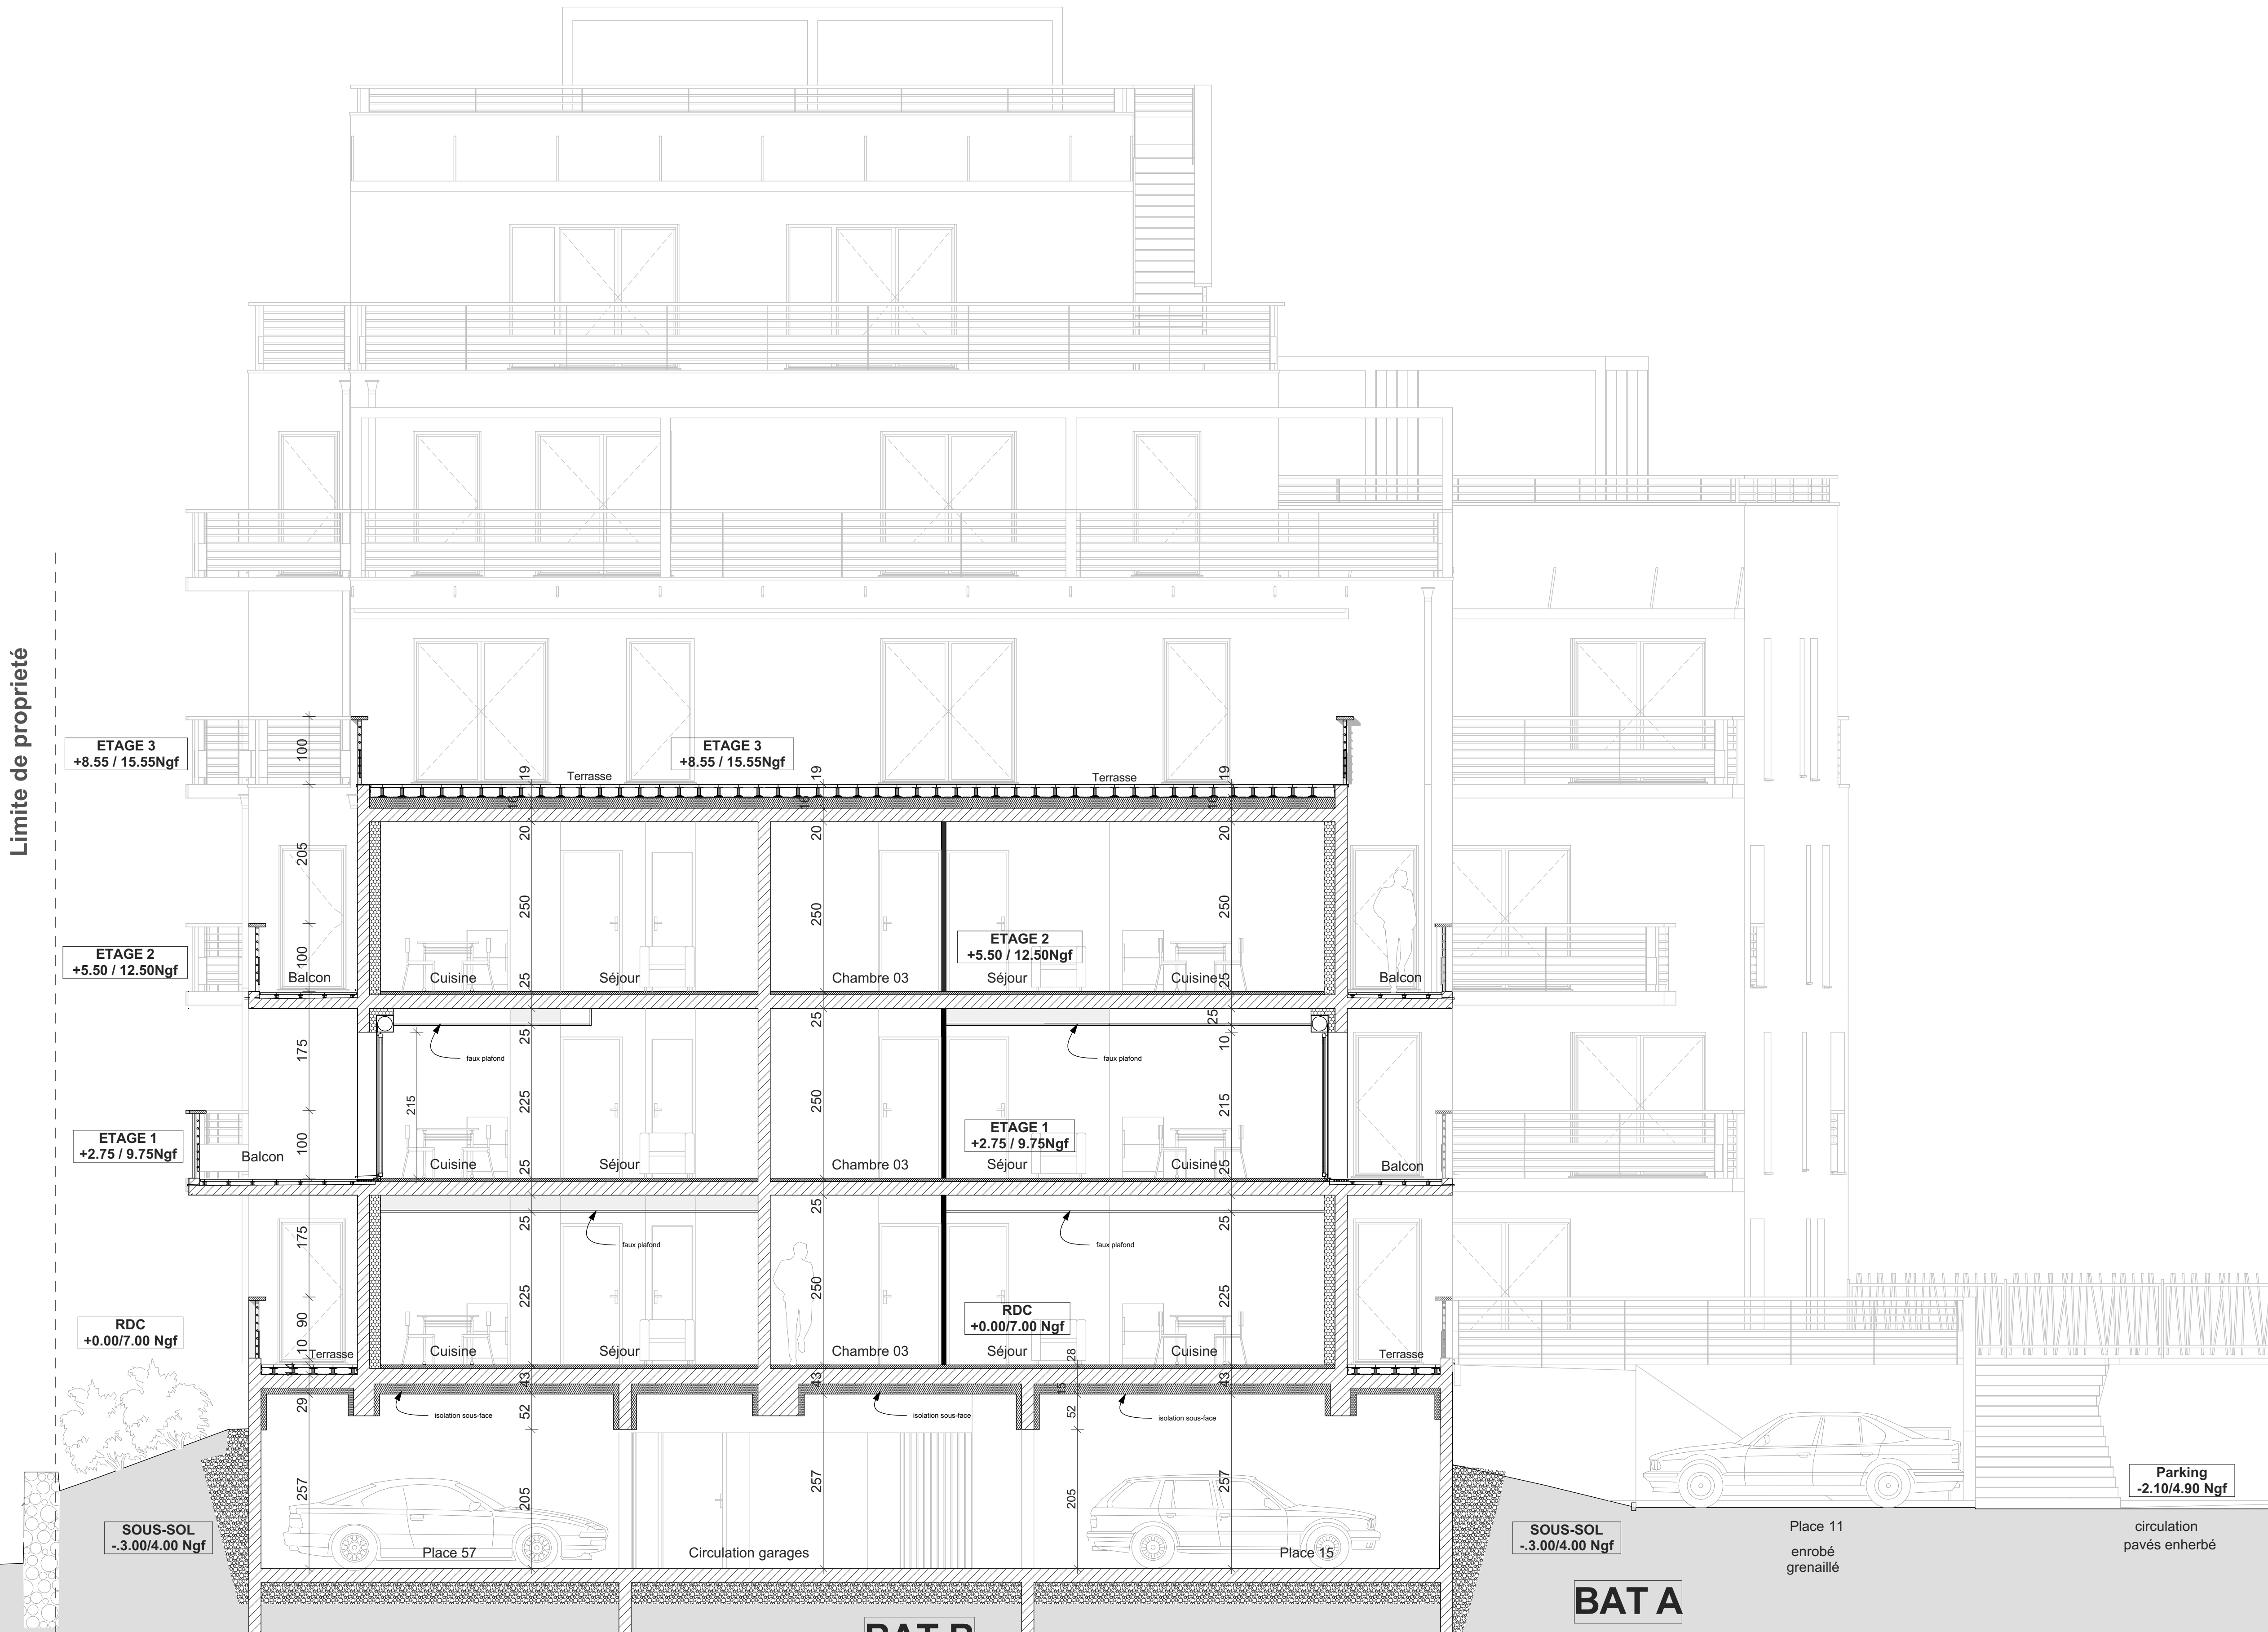 Limite de proprieté
ETAGE 3
+8.55 / 15.55Ngf
100
ETAGE 3
+8.55 / 15.55Ngf
19
Terrasse
19
Terrasse
19
16
16
16
205
20
20
20
250
250
250
ETAGE 2
+5.50 / 12.50Ngf
ETAGE 2
+5.50 / 12.50Ngf
100
Balcon
Cuisine
25
Séjour
Chambre 03
Séjour
Cuisine
25
Balcon
175
25
25
25
10
faux plafond
faux plafond
215
225
250
215
ETAGE 1
+2.75 / 9.75Ngf
100
ETAGE 1
+2.75 / 9.75Ngf
Balcon
Cuisine
25
Séjour
Chambre 03
Séjour
Cuisine
25
Balcon
175
25
25
25
faux plafond
faux plafond
225
250
225
RDC
+0.00/7.00 Ngf
90
10
RDC
+0.00/7.00 Ngf
Terrasse
Cuisine
Séjour
Chambre 03
Séjour
28
Cuisine
Terrasse
43
43
15
43
29
52
isolation sous-face
isolation sous-face
52
isolation sous-face
257
205
257
205
257
Parking
-2.10/4.90 Ngf
SOUS-SOL
-.3.00/4.00 Ngf
Place 57
Circulation garages
Place 15
SOUS-SOL
-.3.00/4.00 Ngf
Place 11
enrobé
grenaillé
circulation
pavés enherbé
BAT A
BAT B